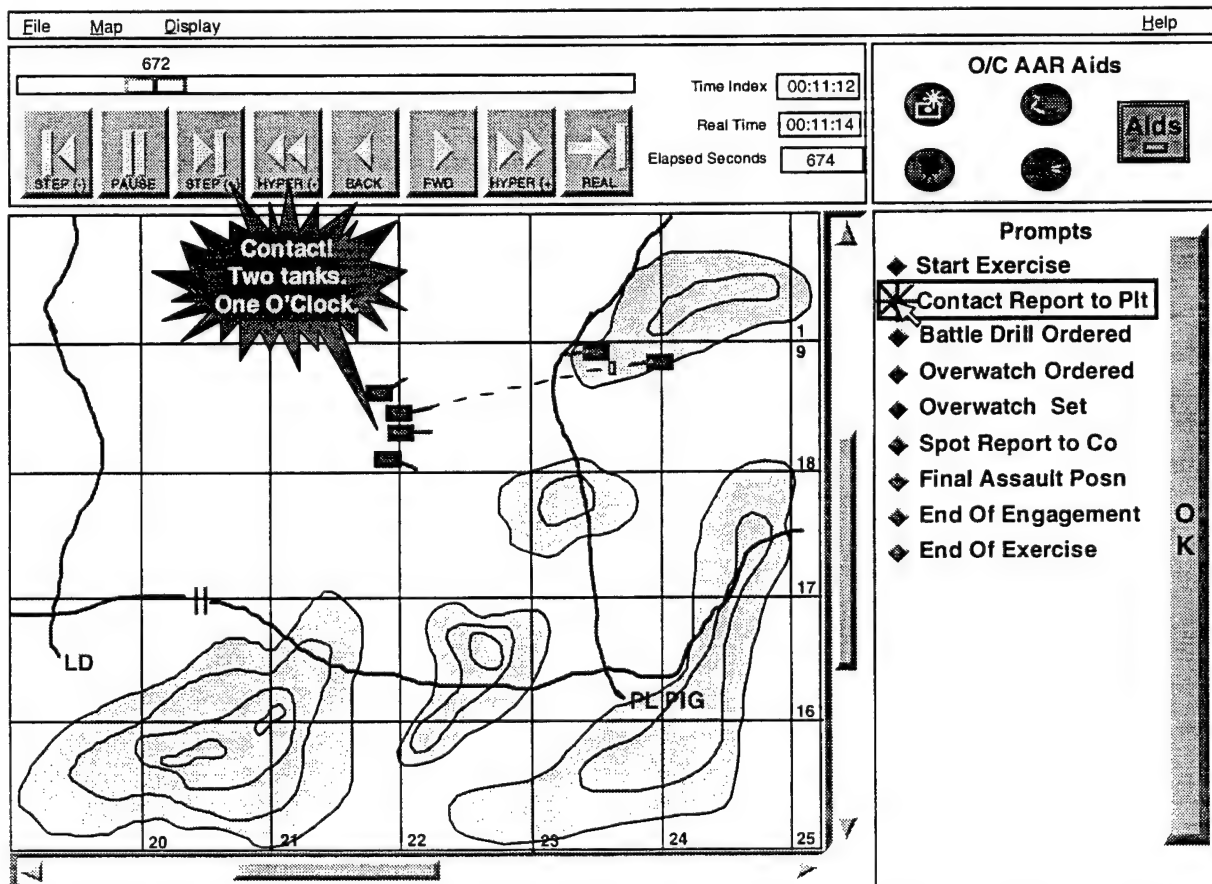 File Map Display Help
672
Time Index 00:11:12
Real Time 00:11:14
Elapsed Seconds 674
STEP (-) PAUSE STEP (+) HYPER (- BACK FWD HYPER (+) REAL
O/C AAR Aids
Aids
Contact!
Two tanks.
One O'Clock
Prompts
Start Exercise
Contact Report to Plt
Battle Drill Ordered
Overwatch Ordered
Overwatch Set
Spot Report to Co
Final Assault Posn
End Of Engagement
End Of Exercise
O
K
1
9
18
17
16
LD
PL PIG
20 21 22 23 24 25